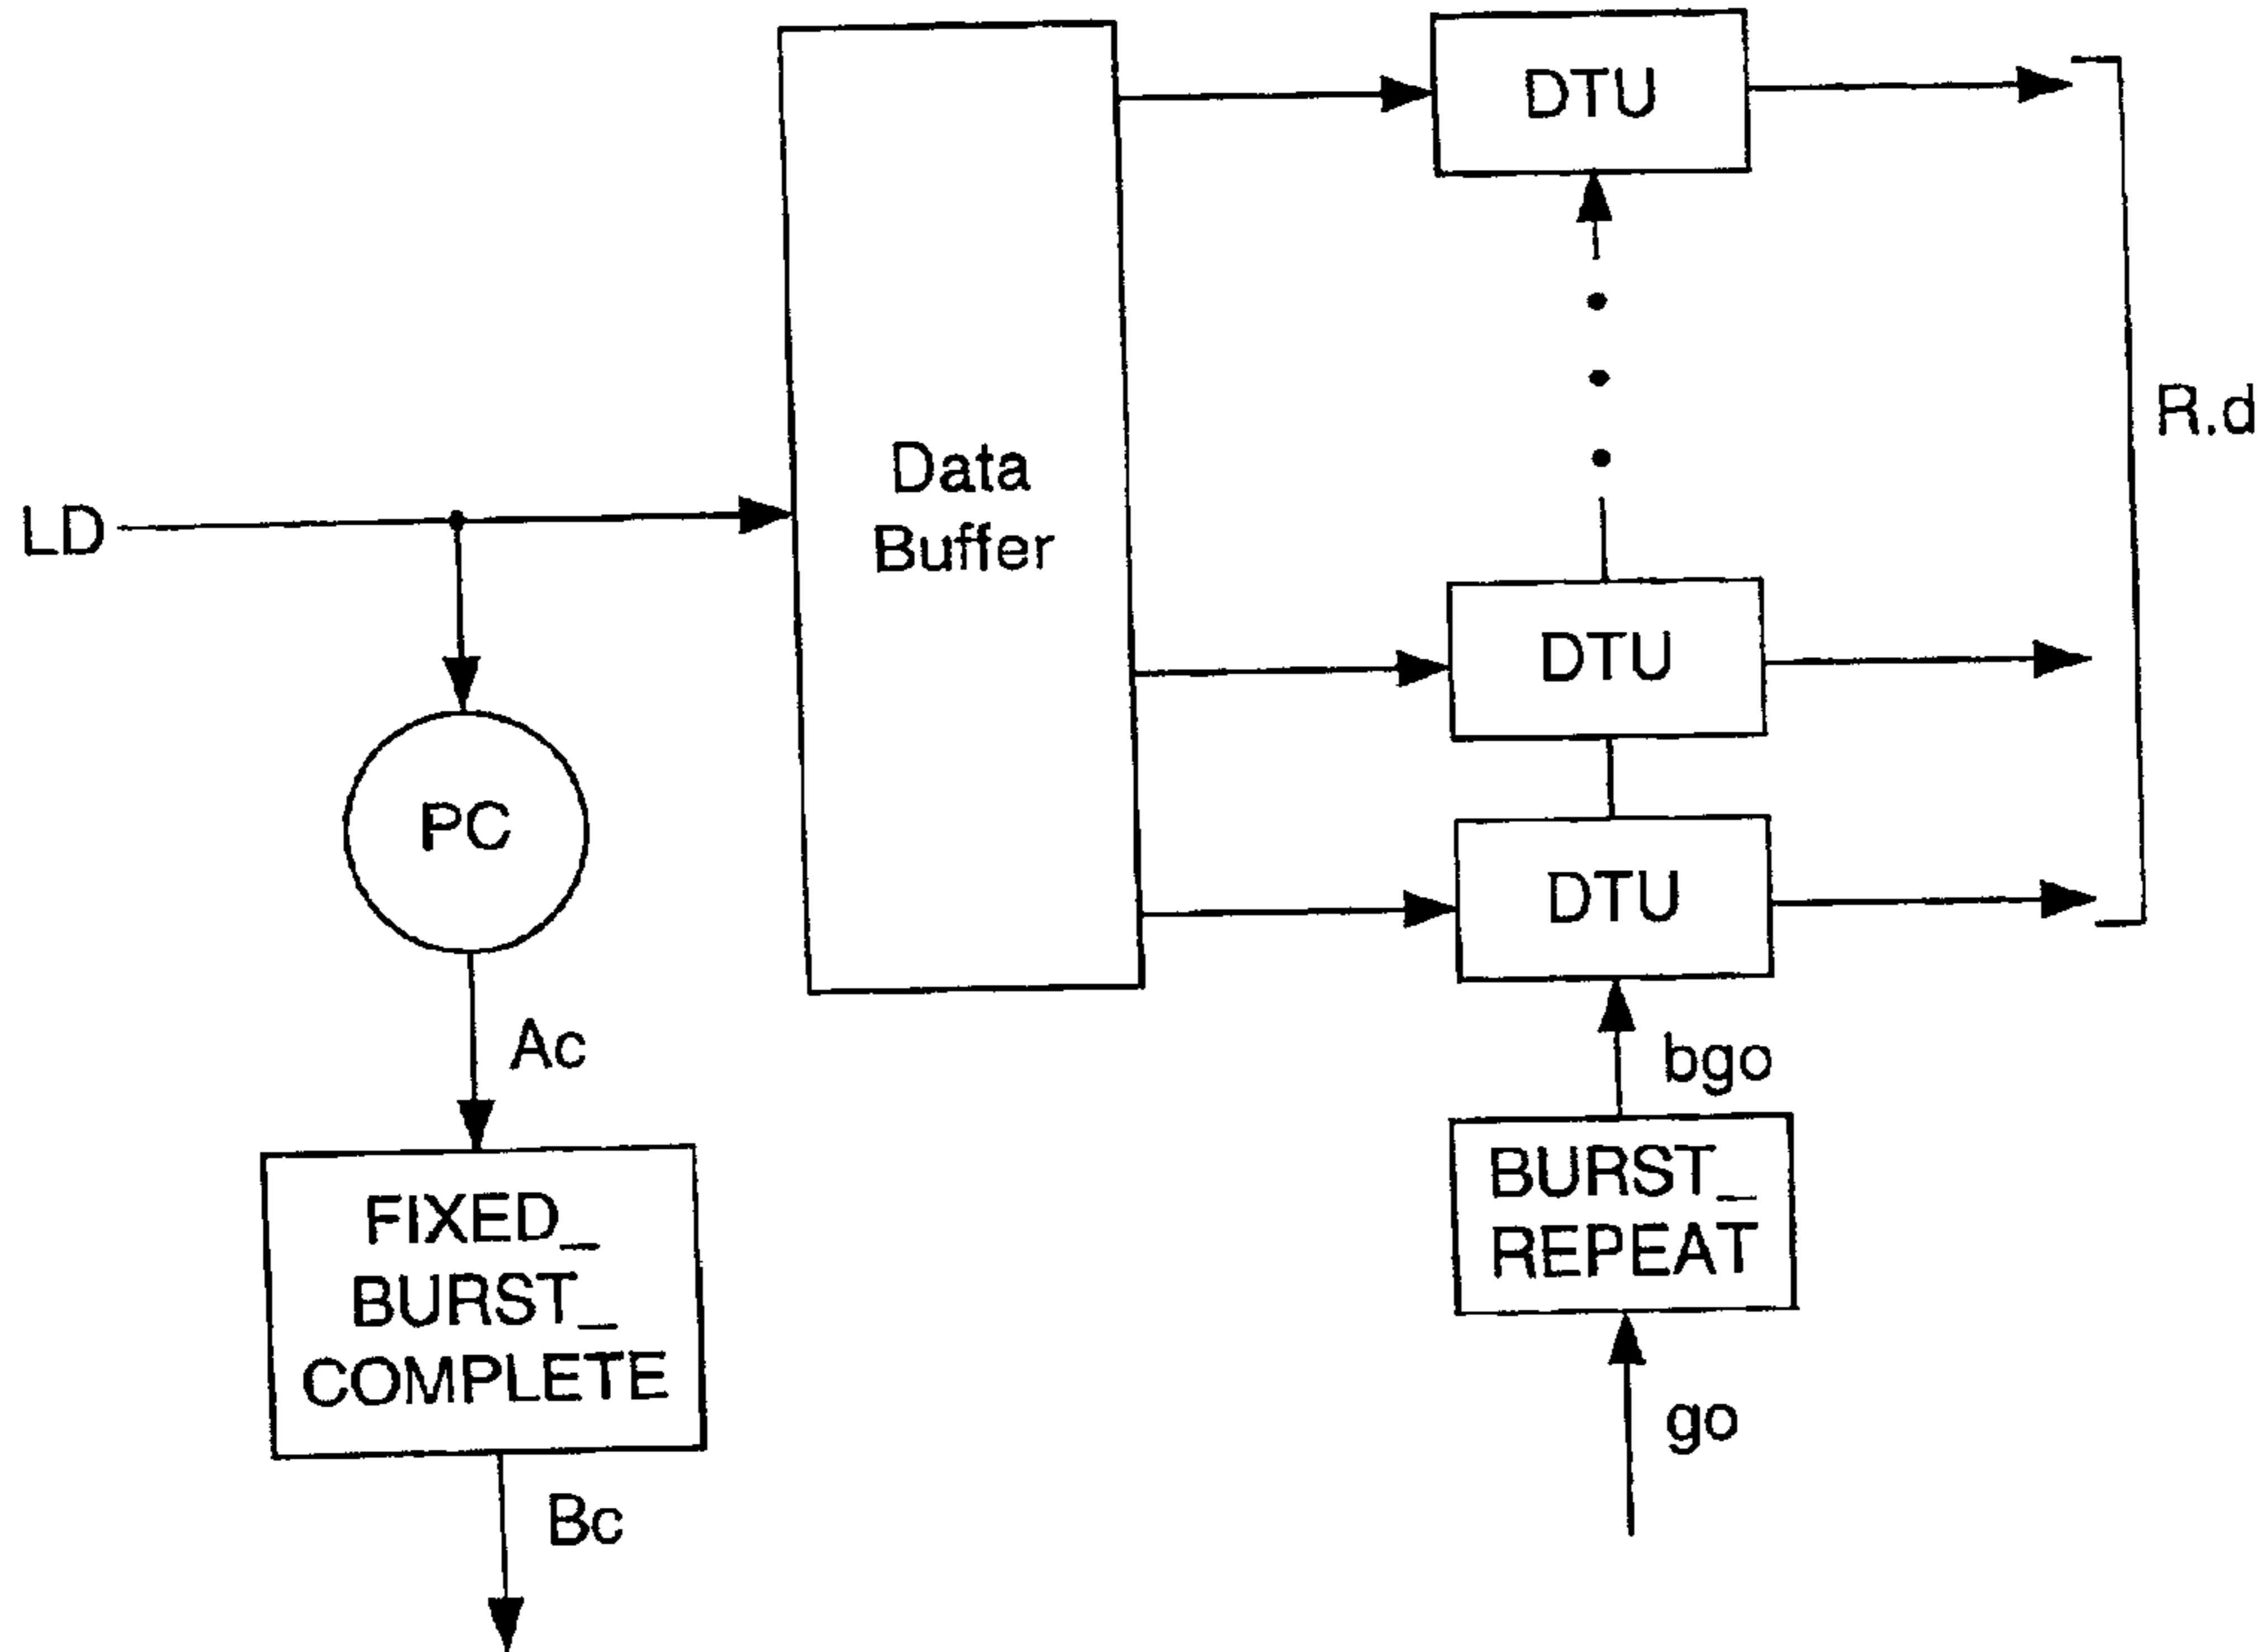 DTU
R.d
Data
Buffer
LD
DTU
PC
DTU
Ac
bgo
BURST_
REPEAT
FIXED_
BURST_
COMPLETE
go
Bc